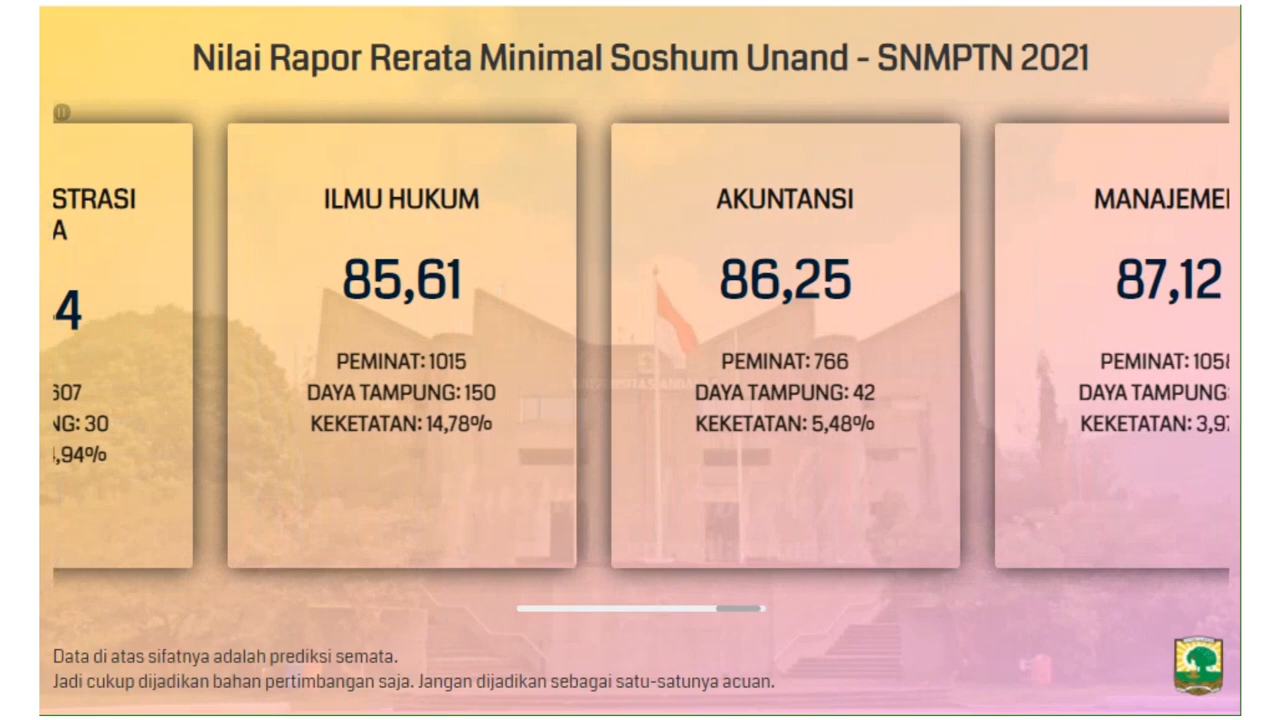 Nilai Rapor Rerata Minimal Soshum Unand - SNMPTN 2021
STRASI
A
4
607
NG: 30
,94%
ILMU HUKUM
85,61
PEMINAT: 1015
DAYA TAMPUNG: 150
KEKETATAN: 14,78%
AKUNTANSI
86,25
PEMINAT: 766
DAYA TAMPUNG: 42
KEKETATAN: 5,48%
MANAJEME
87,12
PEMINAT: 105
DAYA TAMPUNG:
KEKETATAN: 3,9
Data di atas sifatnya adalah prediksi semata.
Jadi cukup dijadikan bahan pertimbangan saja. Jangan dijadikan sebagai satu-satunya acuan.